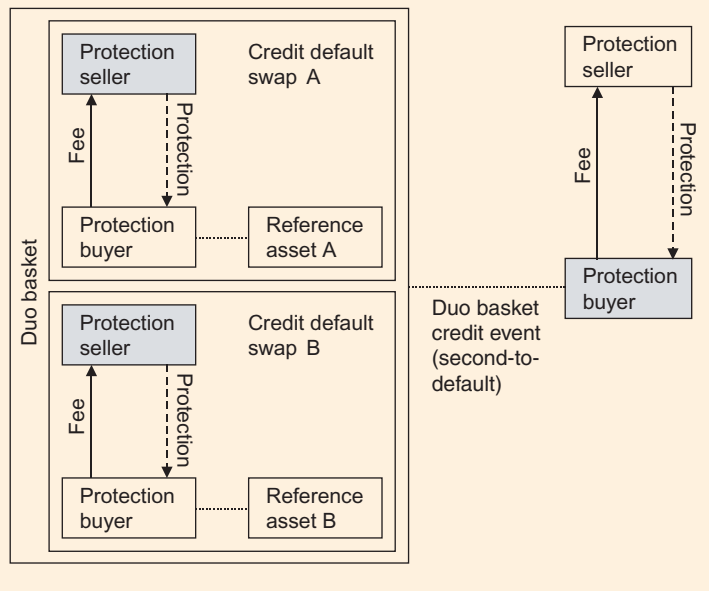 Duo basket
Protection
seller
Credit default
swap A
Fee
Protection
Protection
buyer
Reference
asset A
Protection
seller
Credit default
swap B
Fee
Protection
Protection
buyer
Reference
asset B
Protection
seller
Fee
Protection
Protection
buyer
Duo basket
credit event
(second-to-
default)